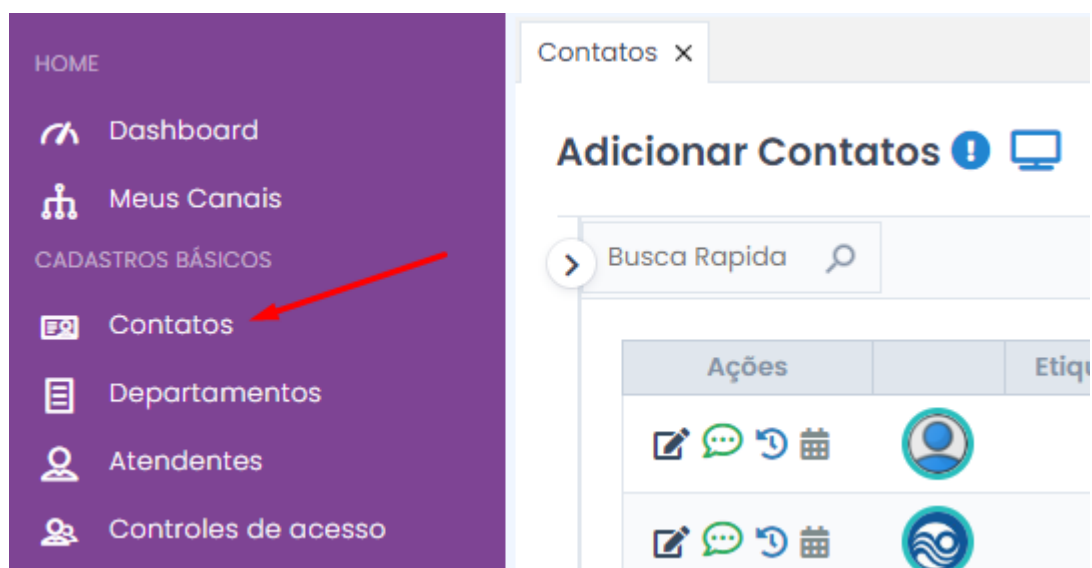 HOME
Dashboard
Meus Canais
CADASTROS BÁSICOS
Contatos
Departamentos
Atendentes
Controles de acesso
Contatos ×
Adicionar Contatos
Busca Rapida
Ações